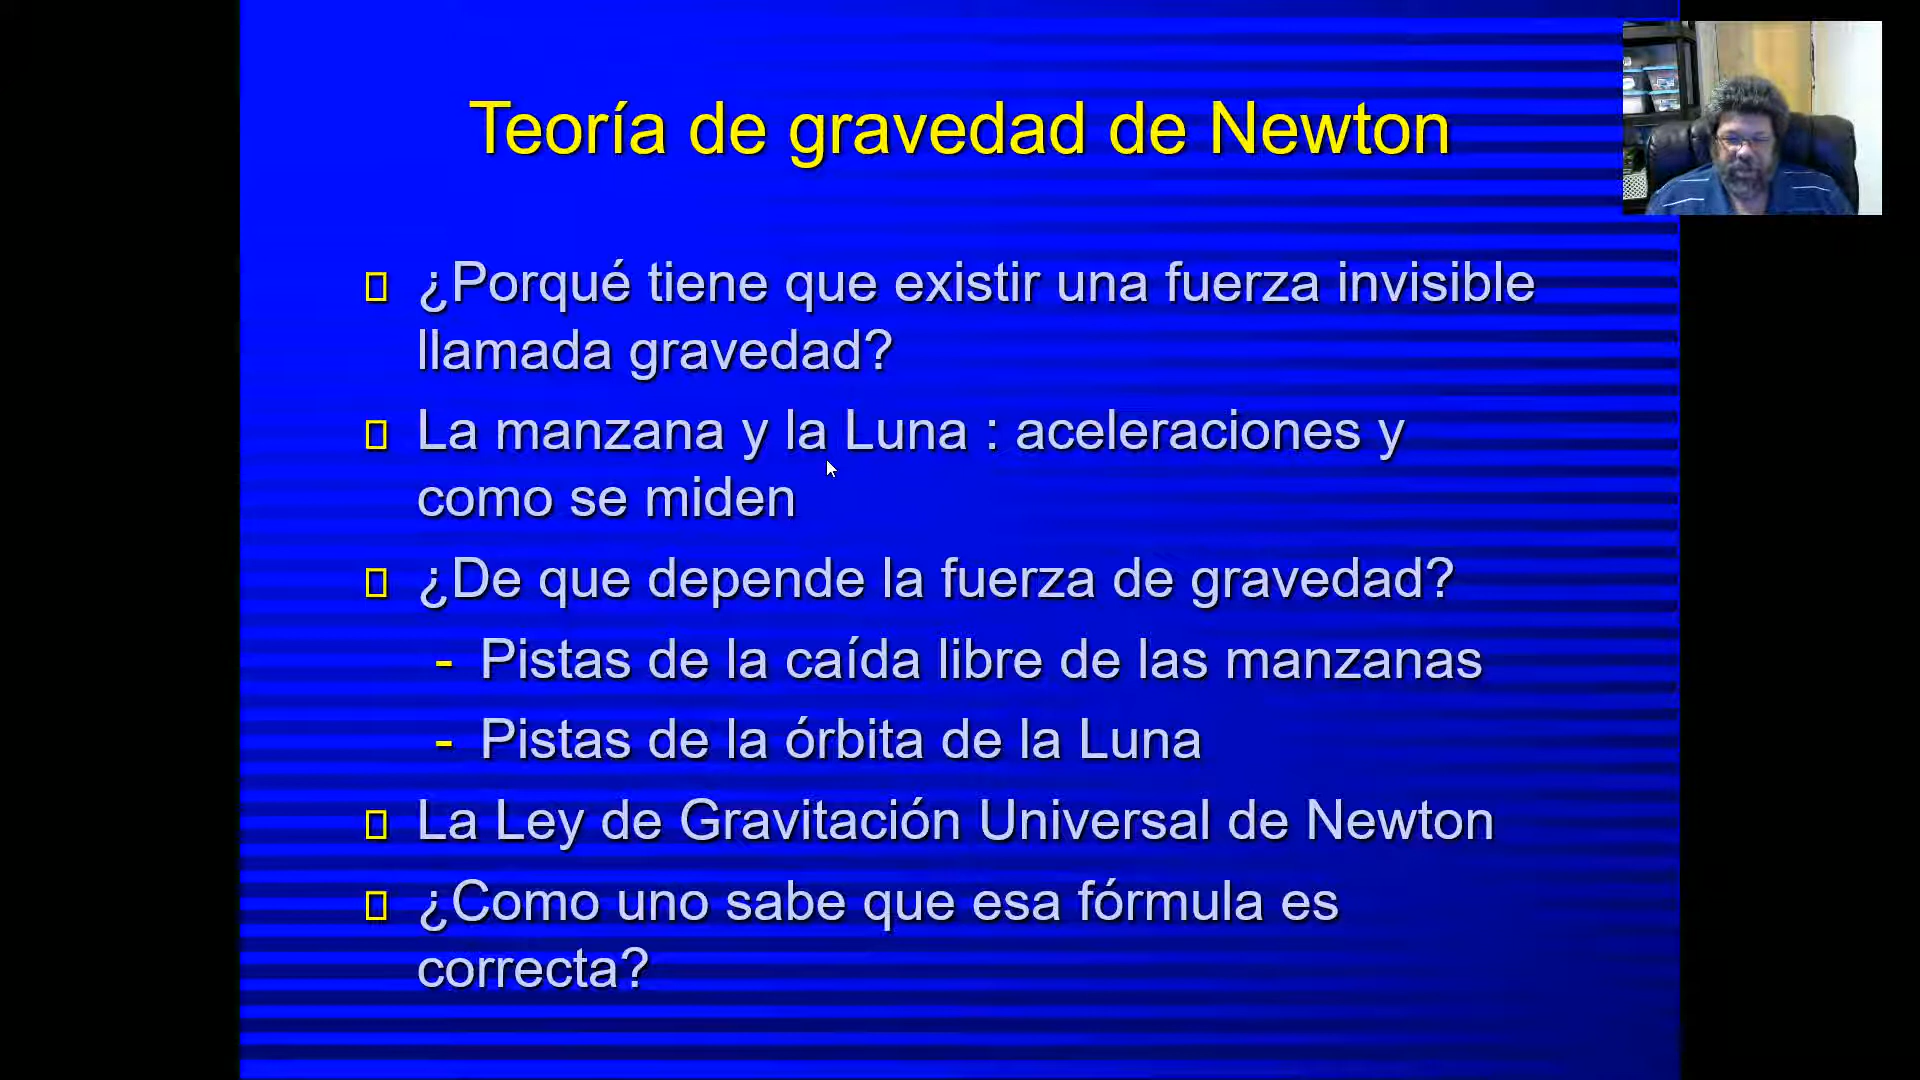 Teoría de gravedad de Newton
¿Porqué tiene que existir una fuerza invisible
llamada gravedad?
La manzana y la Luna : aceleraciones y
como se miden
¿De que depende la fuerza de gravedad?
- Pistas de la caída libre de las manzanas
- Pistas de la órbita de la Luna
La Ley de Gravitación Universal de Newton
¿Como uno sabe que esa fórmula es
correcta?